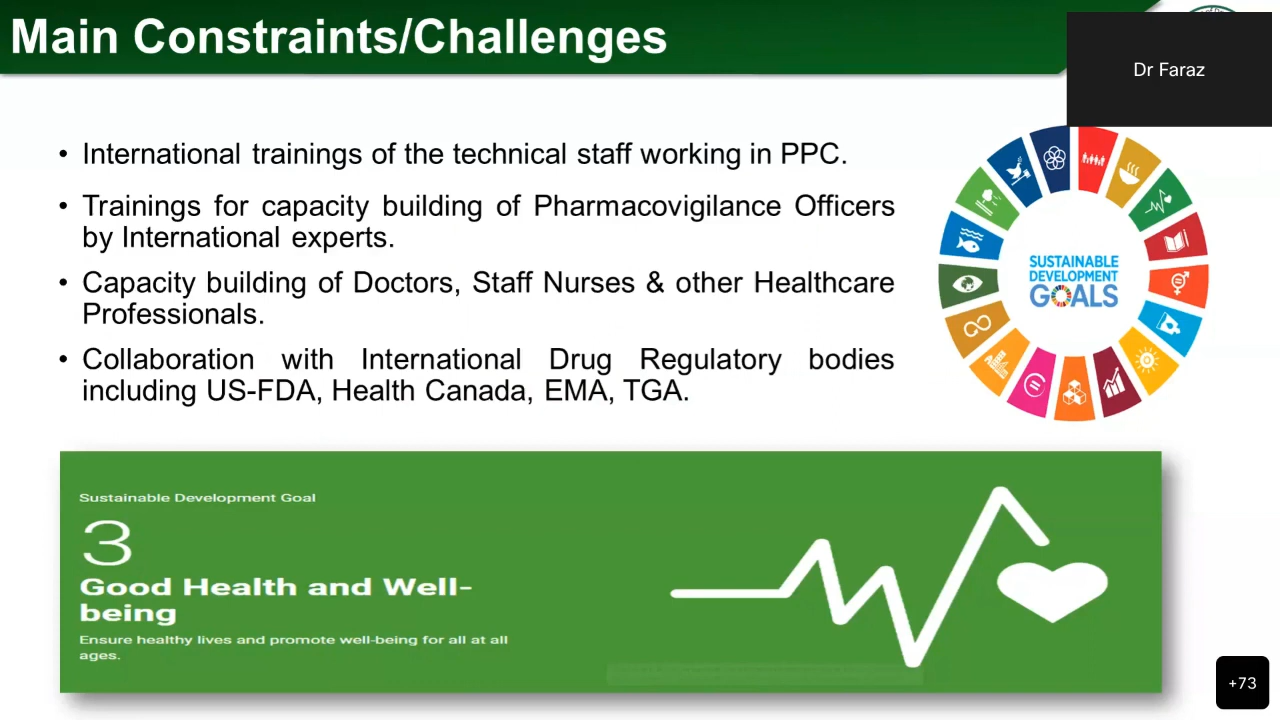 Main Constraints/Challenges
Dr Faraz
• International trainings of the technical staff working in PPC.
• Trainings for capacity building of Pharmacovigilance Officers
by International experts.
• Capacity building of Doctors, Staff Nurses & other Healthcare
Professionals.
• Collaboration with International Drug Regulatory bodies
including US-FDA, Health Canada, EMA, TGA.
SUSTAINABLE
DEVELOPMENT
GOALS
Sustainable Development Goal
3
Good Health and Well-
being
Ensure healthy lives and promote well-being for all at all
ages.
+73